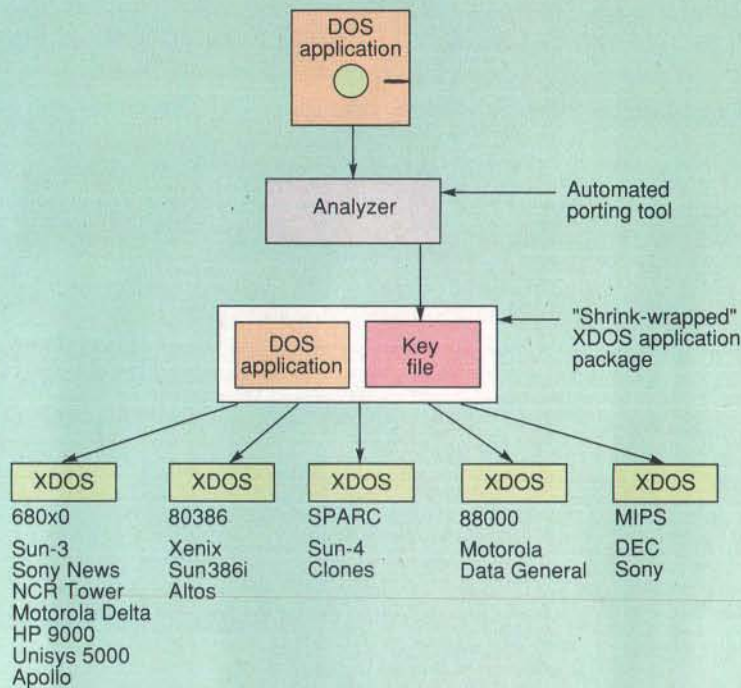 DOS
application
Analyzer
Automated
porting tool
DOS
application
Key
file
"Shrink-wrapped"
XDOS application
package
XDOS
680x0
Sun-3
Sony News
NCR Tower
Motorola Delta
HP 9000
Unisys 5000
Apollo
XDOS
80386
Xenix
Sun386i
Altos
XDOS
SPARC
Sun-4
Clones
XDOS
88000
Motorola
Data General
XDOS
MIPS
DEC
Sony